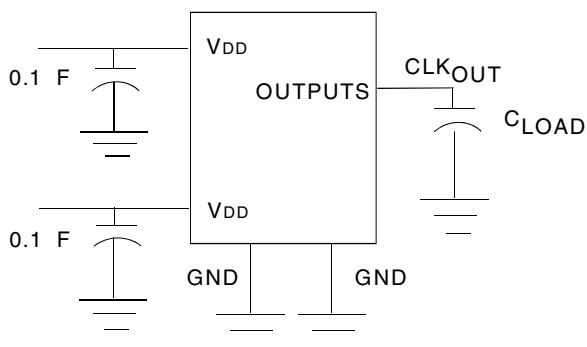 VDD
0.1 F
OUTPUTS
CLKOUT
CLOAD
VDD
0.1 F
GND
GND